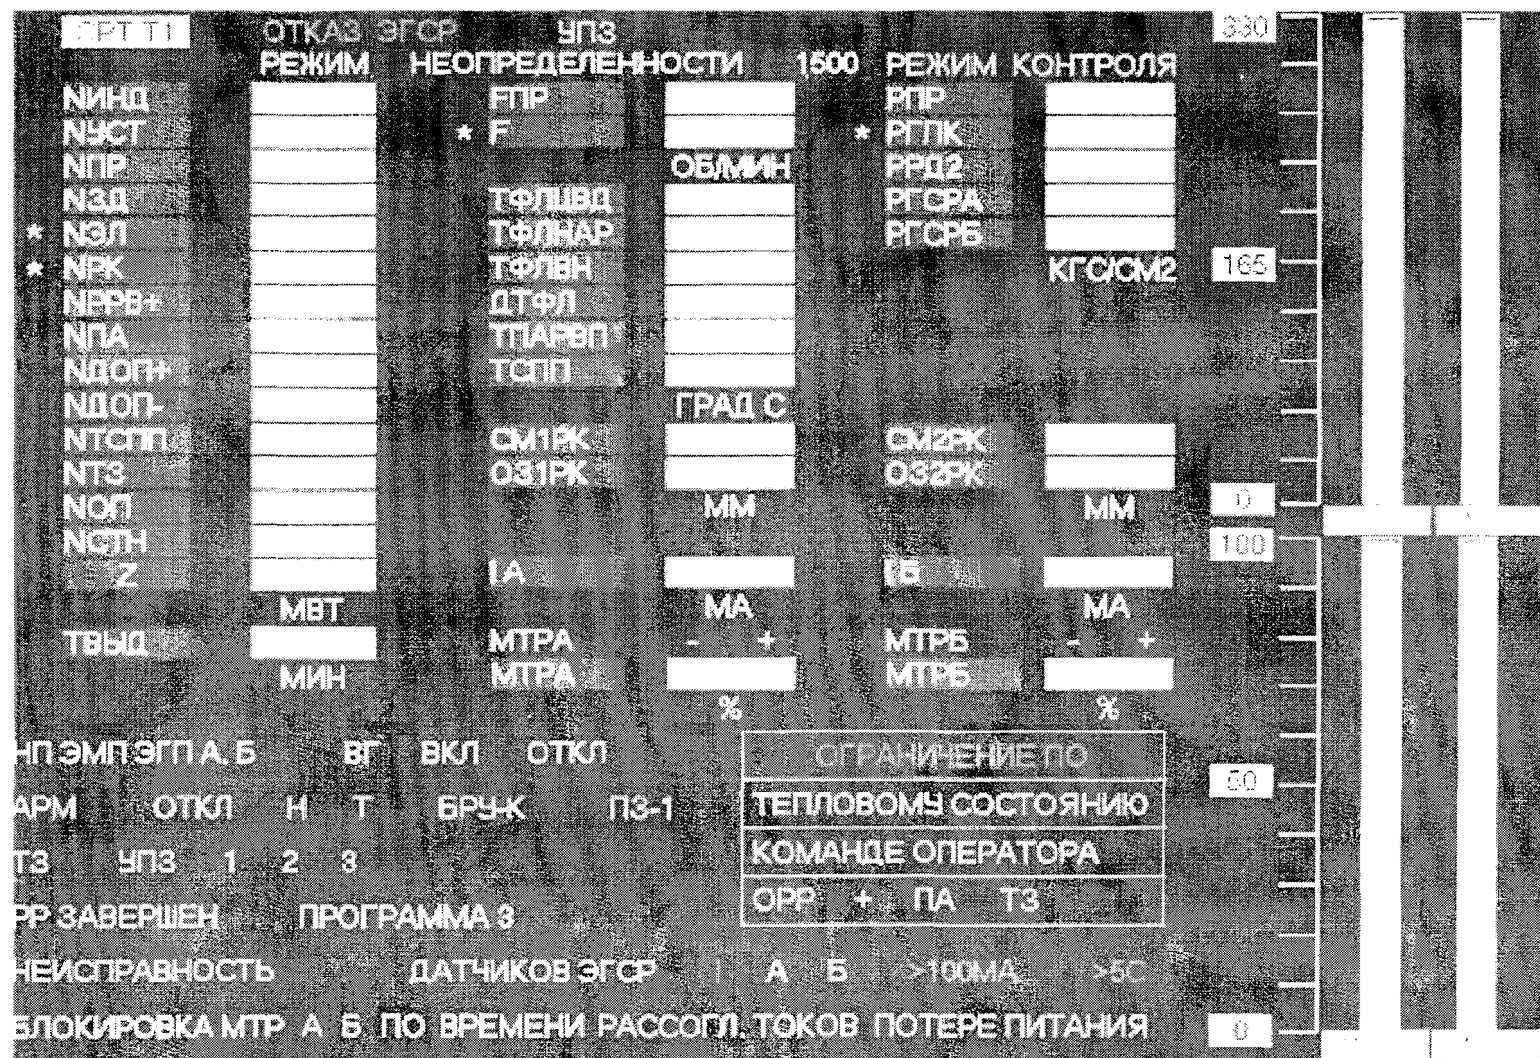 ОРТ Т1 ОТКАЗ ЭГСР УПЗ 330
РЕЖИМ НЕОПРЕДЕЛЕННОСТИ 1500 РЕЖИМ КОНТРОЛЯ
NИНД FПР РПР
NУСТ * F * РГПК
NПР ОБ/МИН РРД2
NЗД ТФЛЦВД РГСРА
* NЭЛ ТФЛНАР РГСРБ
* NРК ТФЛВН КГС/СМ2 165
NРРВ+ ДТФЛ
NПА ТПАРВП
NДОП+ ТСПП
NДОП- ГРАД С
NТСПП СМ1РК СМ2РК
NТЗ ОЗ1РК ОЗ2РК
NОП ММ ММ 0
NСТН 100
Z I А I Б
МВТ МА МА
ТВЫД МТРА - + МТРБ - +
МИН МТРА МТРБ
% %
НП ЭМП ЭГП А, Б ВГ ВКЛ ОТКЛ ОГРАНИЧЕНИЕ ПО
50
АРМ ОТКЛ Н Т БРУ-К ПЗ-1 ТЕПЛОВОМУ СОСТОЯНИЮ
ТЗ УПЗ 1 2 3 КОМАНДЕ ОПЕРАТОРА
РР ЗАВЕРШЕН ПРОГРАММА 3 ОРР + ПА ТЗ
НЕИСПРАВНОСТЬ ДАТЧИКОВ ЭГСР А Б >100МА >5С
БЛОКИРОВКА МТР А Б ПО ВРЕМЕНИ РАССОГЛ. ТОКОВ ПОТЕРЕ ПИТАНИЯ 0